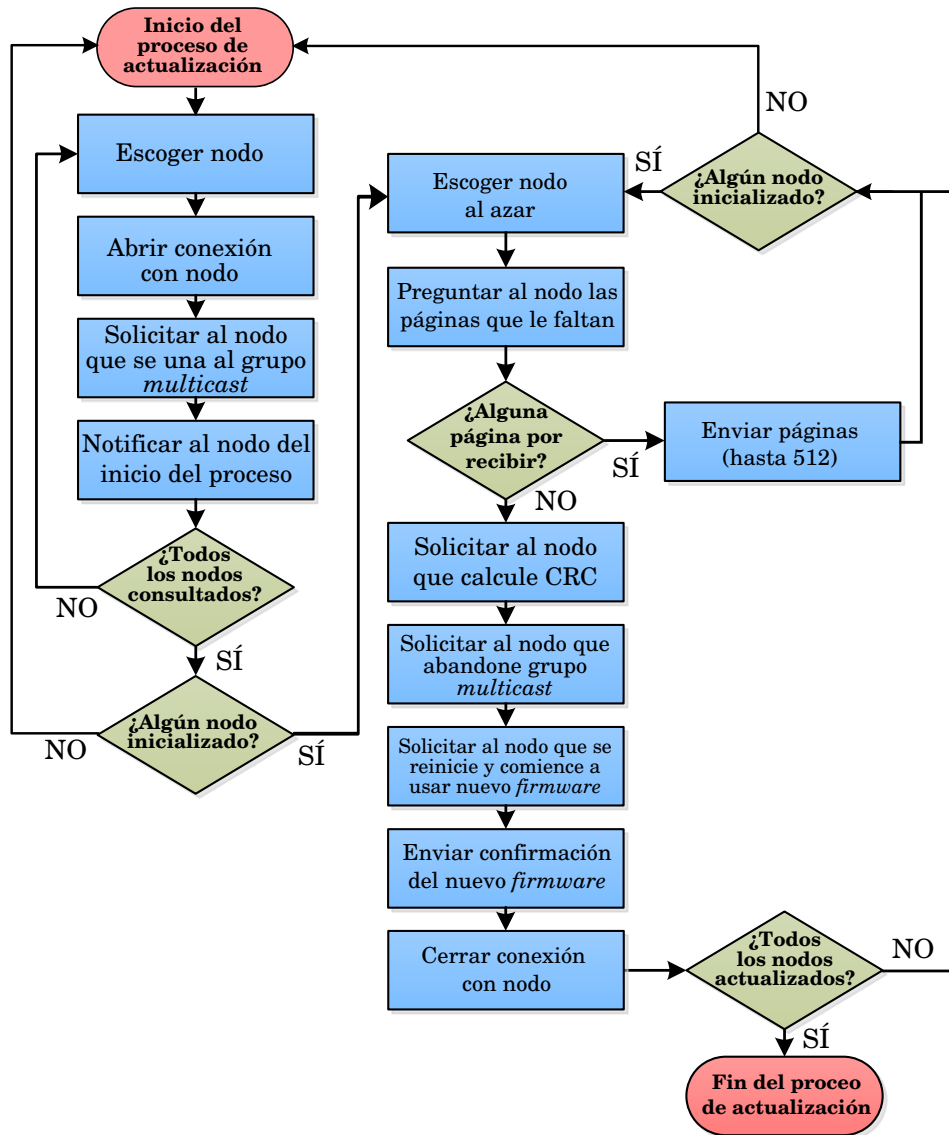 Inicio del
proceso de
actualización
Escoger nodo
Abrir conexión
con nodo
Solicitar al nodo
que se una al grupo
multicast
Notificar al nodo del
inicio del proceso
¿Todos
los nodos
consultados?
NO
SÍ
¿Algún nodo
inicializado?
NO
SÍ
Escoger nodo
al azar
SÍ
¿Algún nodo
inicializado?
NO
Preguntar al nodo las
páginas que le faltan
¿Alguna
página por
recibir?
SÍ
Enviar páginas
(hasta 512)
NO
Solicitar al nodo
que calcule CRC
Solicitar al nodo que
abandone grupo
multicast
Solicitar al nodo que se
reinicie y comience a
usar nuevo firmware
Enviar confirmación
del nuevo firmware
Cerrar conexión
con nodo
¿Todos
los nodos
actualizados?
NO
SÍ
Fin del proceo
de actualización